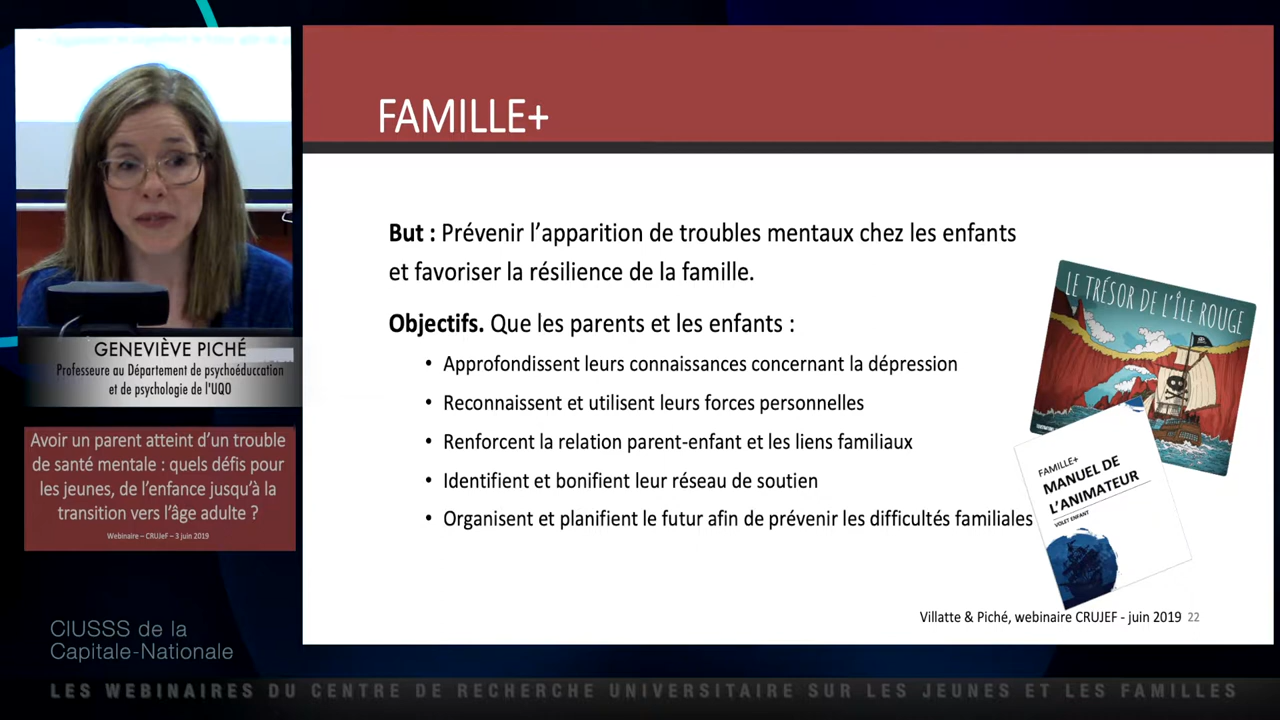 FAMILLE+
But : Prévenir l’apparition de troubles mentaux chez les enfants
et favoriser la résilience de la famille.
Objectifs. Que les parents et les enfants :
• Approfondissent leurs connaissances concernant la dépression
• Reconnaissent et utilisent leurs forces personnelles
• Renforcent la relation parent-enfant et les liens familiaux
• Identifient et bonifient leur réseau de soutien
• Organisent et planifient le futur afin de prévenir les difficultés familiales
LE TRÉSOR DE L'ÎLE ROUGE
FAMILLE+
MANUEL DE
L'ANIMATEUR
VOLET ENFANT
Villatte & Piché, webinaire CRUJEF - juin 2019 22
GENEVIÈVE PICHÉ
Professeure au Département de psychoéduccation
et de psychologie de l'UQO
Avoir un parent atteint d’un trouble
de santé mentale : quels défis pour
les jeunes, de l’enfance jusqu’à la
transition vers l’âge adulte ?
Webinaire – CRUJeF – 3 juin 2019
CIUSSS de la
Capitale-Nationale
LES WEBINAIRES DU CENTRE DE RECHERCHE UNIVERSITAIRE SUR LES JEUNES ET LES FAMILLES